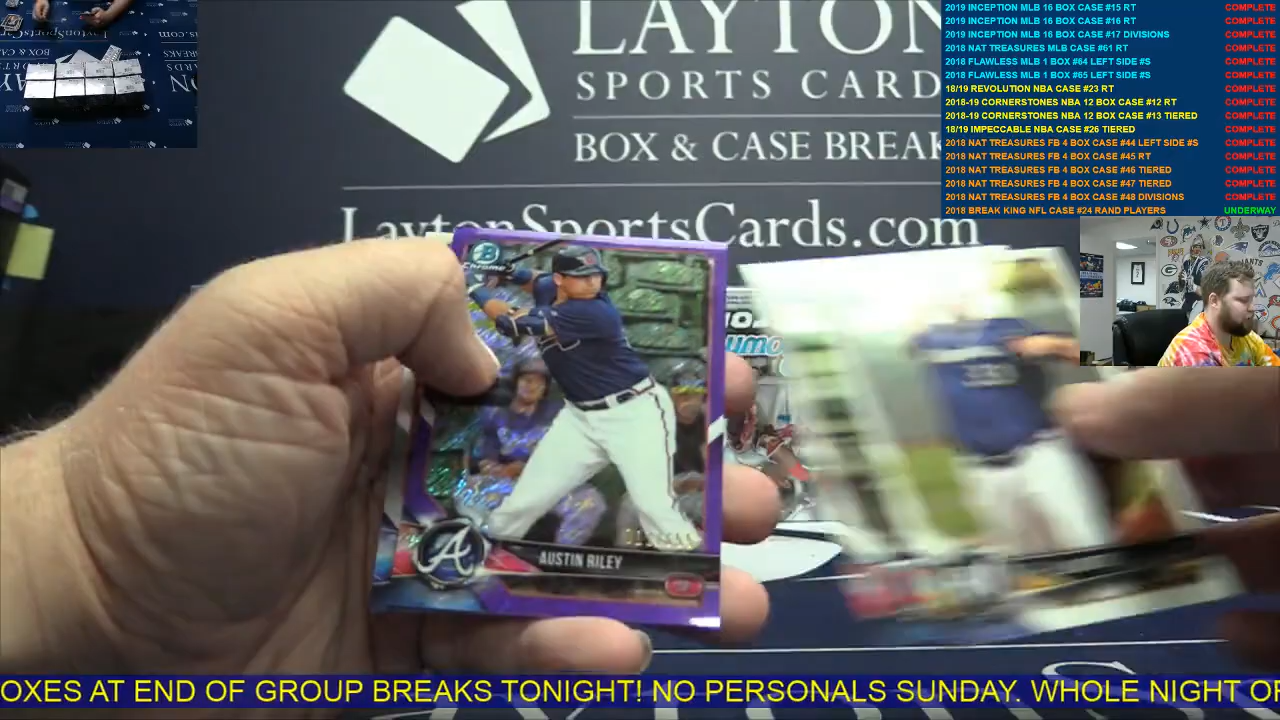 LAYTON
SPORTS CARD
BOX & CASE BREAK
LaytonSportsCards.com
2019 INCEPTION MLB 16 BOX CASE #15 RT COMPLETE
2019 INCEPTION MLB 16 BOX CASE #16 RT COMPLETE
2019 INCEPTION MLB 16 BOX CASE #17 DIVISIONS COMPLETE
2018 NAT TREASURES MLB CASE #61 RT COMPLETE
2018 FLAWLESS MLB 1 BOX #64 LEFT SIDE #S COMPLETE
2018 FLAWLESS MLB 1 BOX #65 LEFT SIDE #S COMPLETE
18/19 REVOLUTION NBA CASE #23 RT COMPLETE
2018-19 CORNERSTONES NBA 12 BOX CASE #12 RT COMPLETE
2018-19 CORNERSTONES NBA 12 BOX CASE #13 TIERED COMPLETE
18/19 IMPECCABLE NBA CASE #26 TIERED COMPLETE
2018 NAT TREASURES FB 4 BOX CASE #44 LEFT SIDE #S COMPLETE
2018 NAT TREASURES FB 4 BOX CASE #45 RT COMPLETE
2018 NAT TREASURES FB 4 BOX CASE #46 TIERED COMPLETE
2018 NAT TREASURES FB 4 BOX CASE #47 TIERED COMPLETE
2018 NAT TREASURES FB 4 BOX CASE #48 DIVISIONS COMPLETE
2018 BREAK KING NFL CASE #24 RAND PLAYERS UNDERWAY
Chrome
A
AUSTIN RILEY
OXES AT END OF GROUP BREAKS TONIGHT! NO PERSONALS SUNDAY. WHOLE NIGHT OF